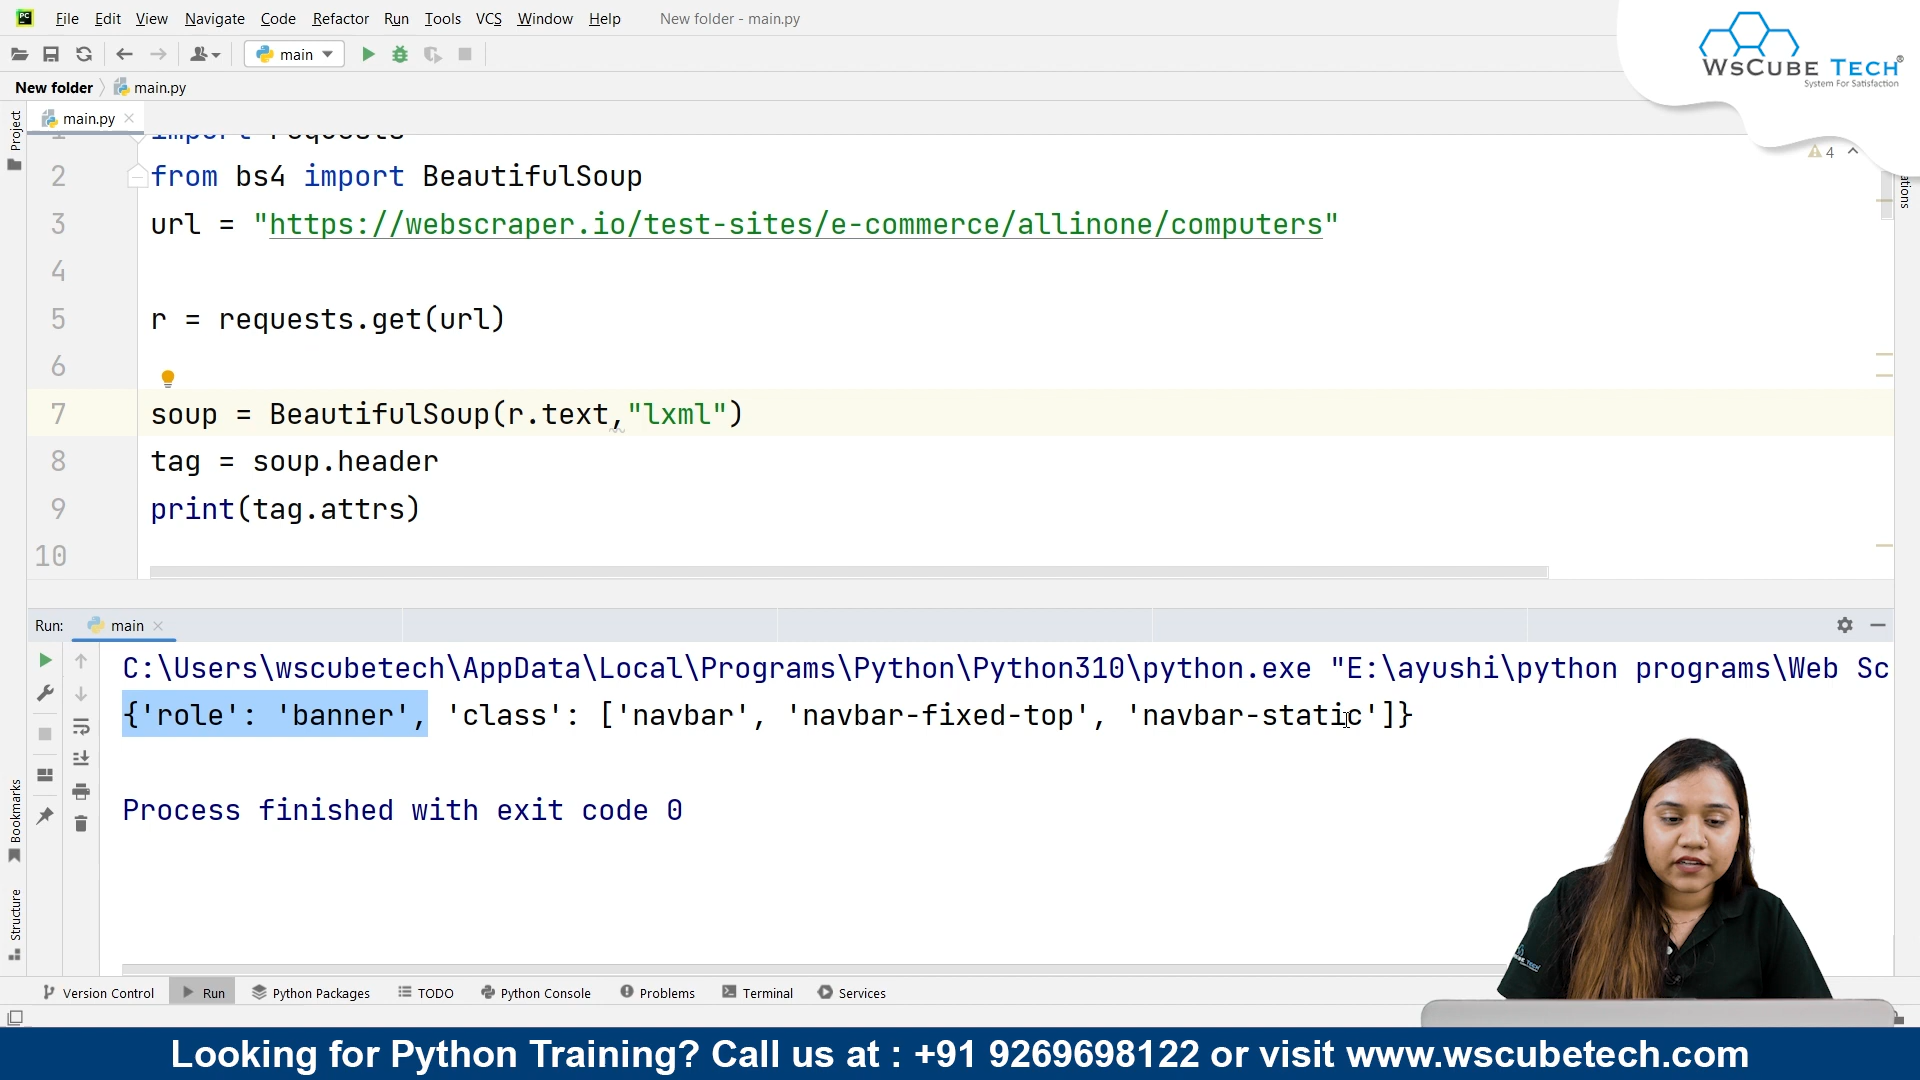 File Edit View Navigate Code Refactor Run Tools VCS Window Help New folder - main.py
main
WsCube Tech®
System For Satisfaction
New folder main.py
Project
main.py
4
1 import requests
2 from bs4 import BeautifulSoup
3 url = "https://webscraper.io/test-sites/e-commerce/allinone/computers"
4
5 r = requests.get(url)
6
7 soup = BeautifulSoup(r.text,"lxml")
8 tag = soup.header
9 print(tag.attrs)
10
Run: main
C:\Users\wscubetech\AppData\Local\Programs\Python\Python310\python.exe "E:\ayushi\python programs\Web Sc
{'role': 'banner', 'class': ['navbar', 'navbar-fixed-top', 'navbar-static']}
Process finished with exit code 0
Bookmarks
Structure
Version Control Run Python Packages TODO Python Console Problems Terminal Services
Looking for Python Training? Call us at : +91 9269698122 or visit www.wscubetech.com